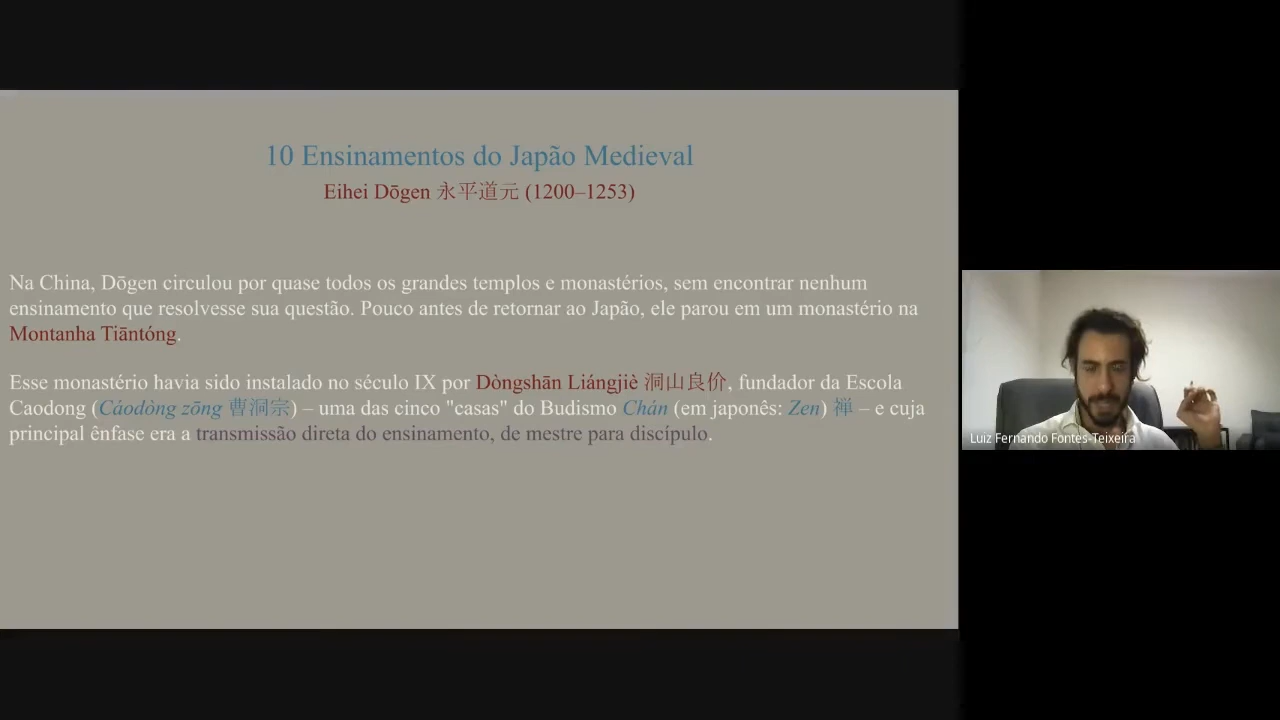 10 Ensinamentos do Japão Medieval
Eihei Dōgen 永平道元 (1200–1253)
Na China, Dōgen circulou por quase todos os grandes templos e monastérios, sem encontrar nenhum
ensinamento que resolvesse sua questão. Pouco antes de retornar ao Japão, ele parou em um monastério na
Montanha Tiāntóng.
Esse monastério havia sido instalado no século IX por Dòngshān Liángjiè 洞山良价, fundador da Escola
Caodong (Cáodòng zōng 曹洞宗) – uma das cinco "casas" do Budismo Chán (em japonês: Zen) 禅 – e cuja
principal ênfase era a transmissão direta do ensinamento, de mestre para discípulo.
Luiz Fernando Fontes-Teixeira